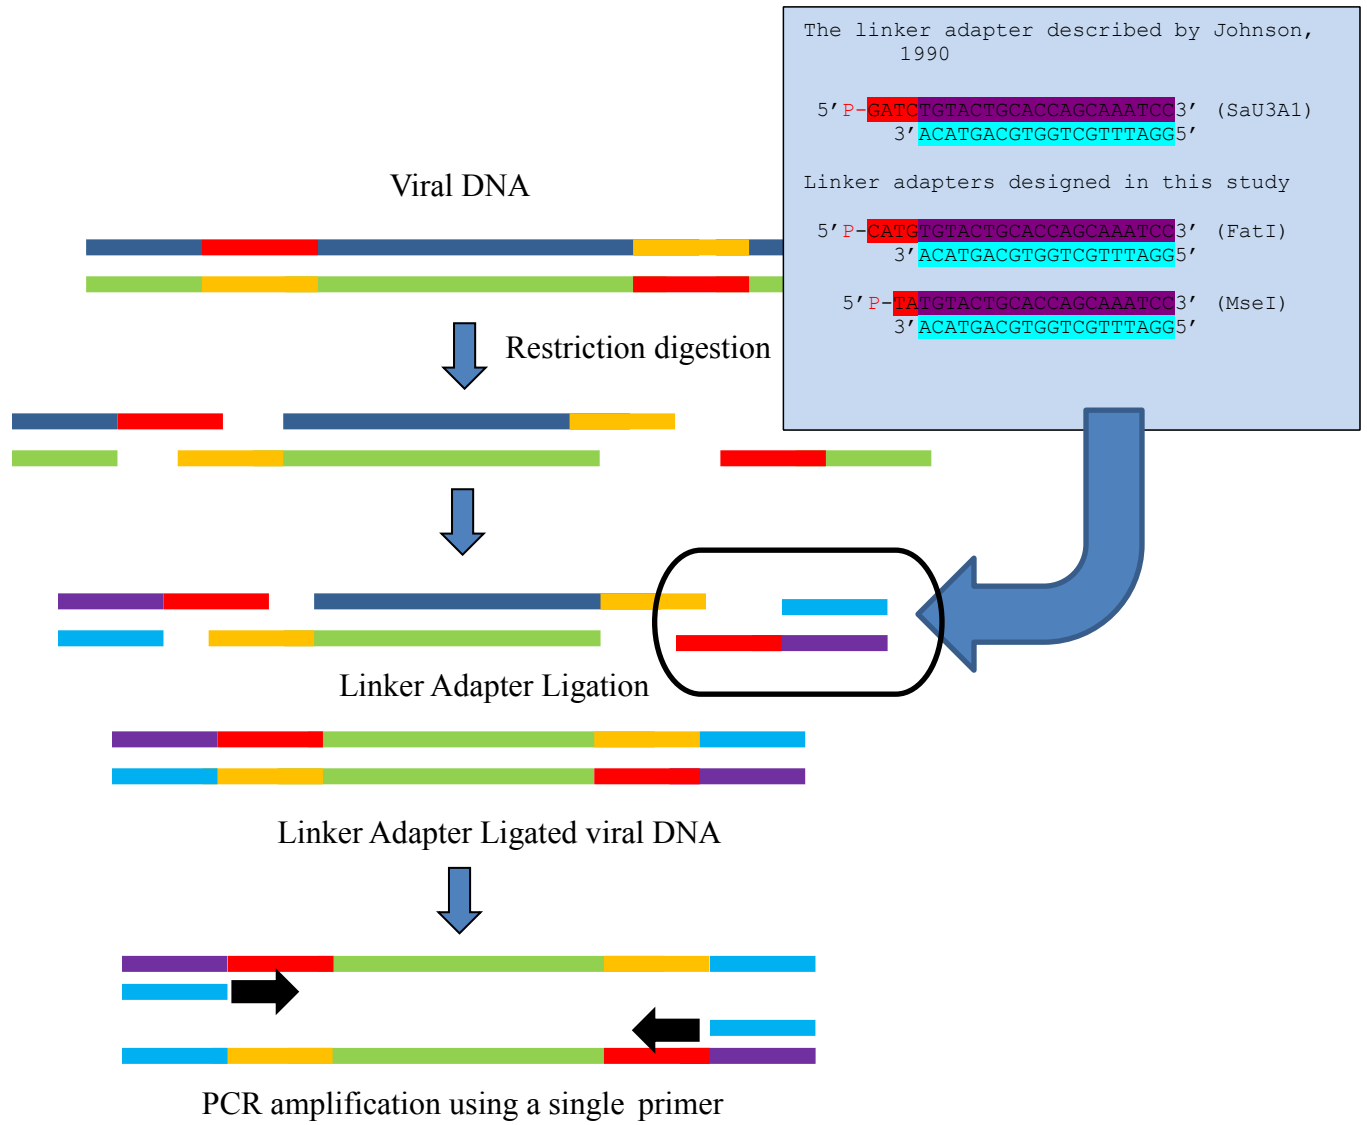 The linker adapter described by Johnson,
1990
5’P-GATCTGTACTGCACCAGCAAATCC3’ (SaU3A1)
3’ACATGACGTGGTCGTTTAGG5’
Linker adapters designed in this study
5’P-CATGTGTACTGCACCAGCAAATCC3’ (FatI)
3’ACATGACGTGGTCGTTTAGG5’
5’P-TATGTACTGCACCAGCAAATCC3’ (MseI)
3’ACATGACGTGGTCGTTTAGG5’
Viral DNA
Restriction digestion
Linker Adapter Ligation
Linker Adapter Ligated viral DNA
PCR amplification using a single primer